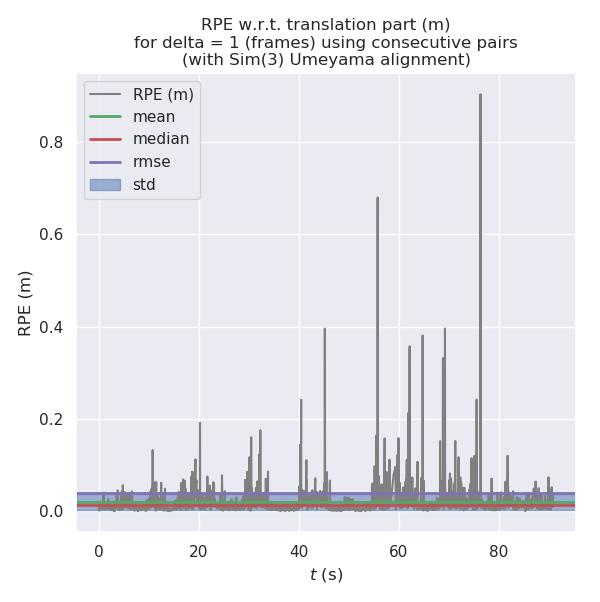 RPE w.r.t. translation part (m)
for delta = 1 (frames) using consecutive pairs
(with Sim(3) Umeyama alignment)
RPE (m)
mean
median
rmse
std
RPE (m)
0.8
0.6
0.4
0.2
0.0
0 20 40 60 80
t (s)